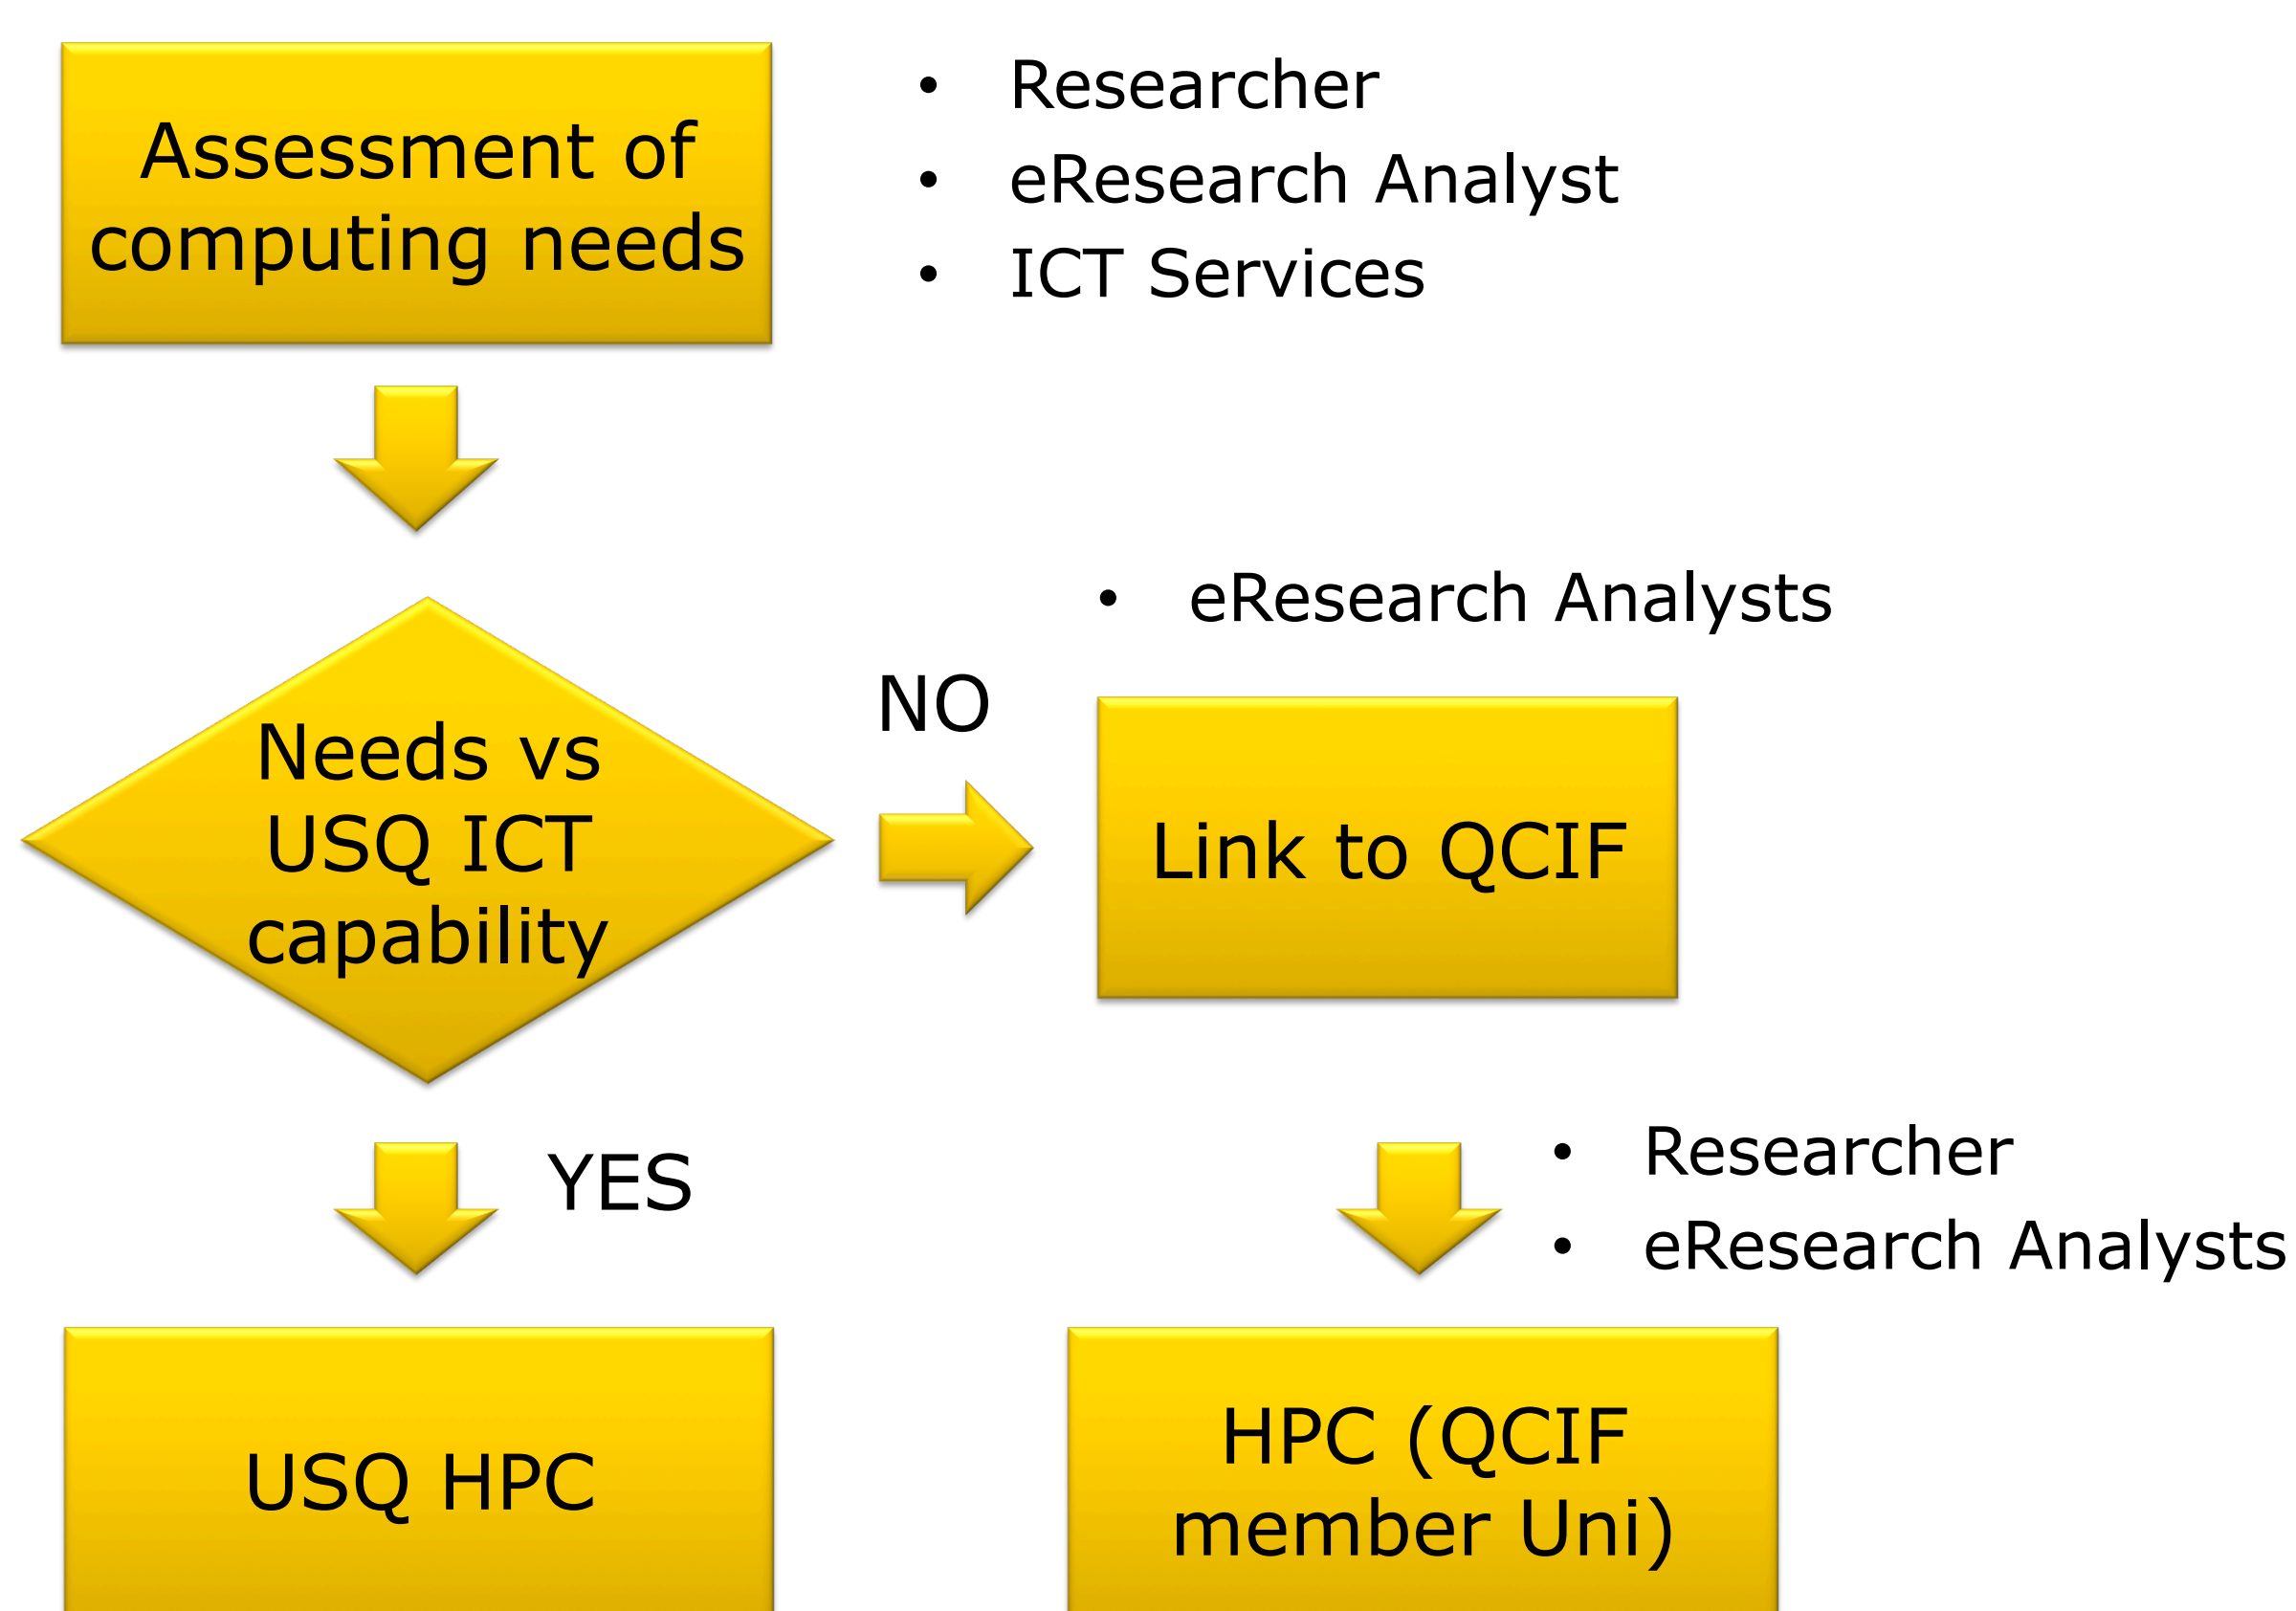 Assessment of
computing needs
• Researcher
• eResearch Analyst
• ICT Services
Needs vs
USQ ICT
capability
NO
• eResearch Analysts
Link to QCIF
YES
• Researcher
• eResearch Analysts
USQ HPC
HPC (QCIF
member Uni)